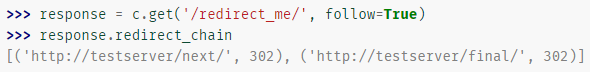 >>> response = c.get('/redirect_me/', follow=True)
>>> response.redirect_chain
[('http://testserver/next/', 302), ('http://testserver/final/', 302)]